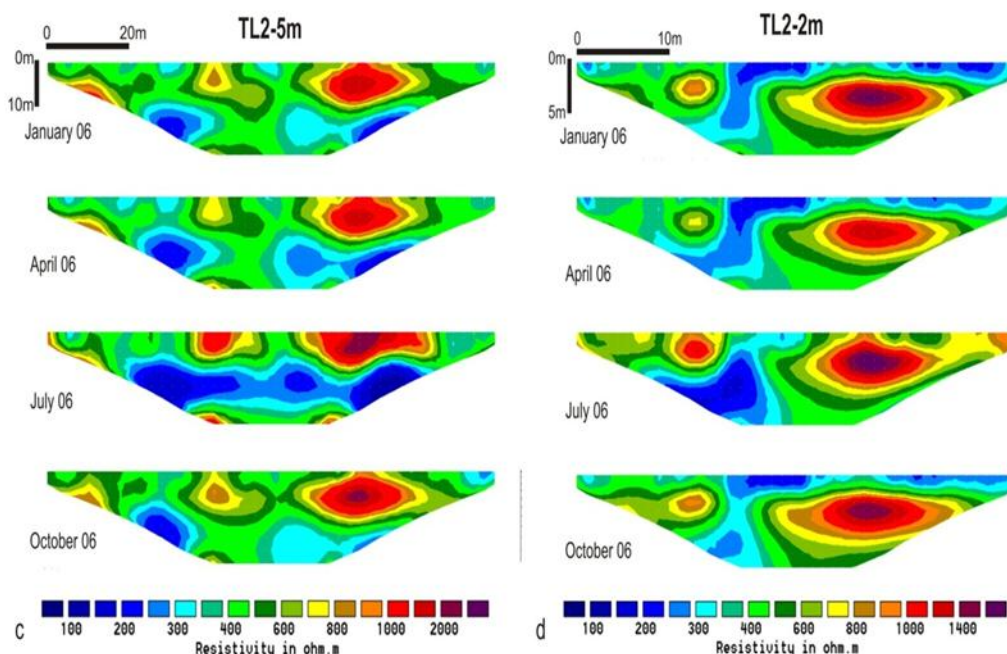 TL2-5m
0 20m
0m
10m
January 06
April 06
July 06
October 06
100 200 300 400 600 800 1000 2000
Resistivity in ohm.m
c
TL2-2m
0 10m
0m
5m
January 06
April 06
July 06
October 06
100 200 300 400 600 800 1000 1400
Resistivity in ohm.m
d